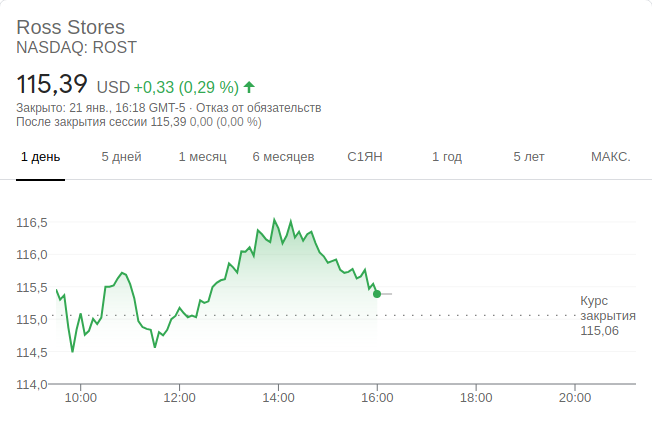 Ross Stores
NASDAQ: ROST
115,39 USD +0,33 (0,29 %)
Закрыто: 21 янв., 16:18 GMT-5 · Отказ от обязательств
После закрытия сессии 115,39 0,00 (0,00 %)
1 день 5 дней 1 месяц 6 месяцев С1ЯН 1 год 5 лет МАКС.
116,5
116,0
115,5
115,0
114,5
114,0
Курс
закрытия
115,06
10:00 12:00 14:00 16:00 18:00 20:00